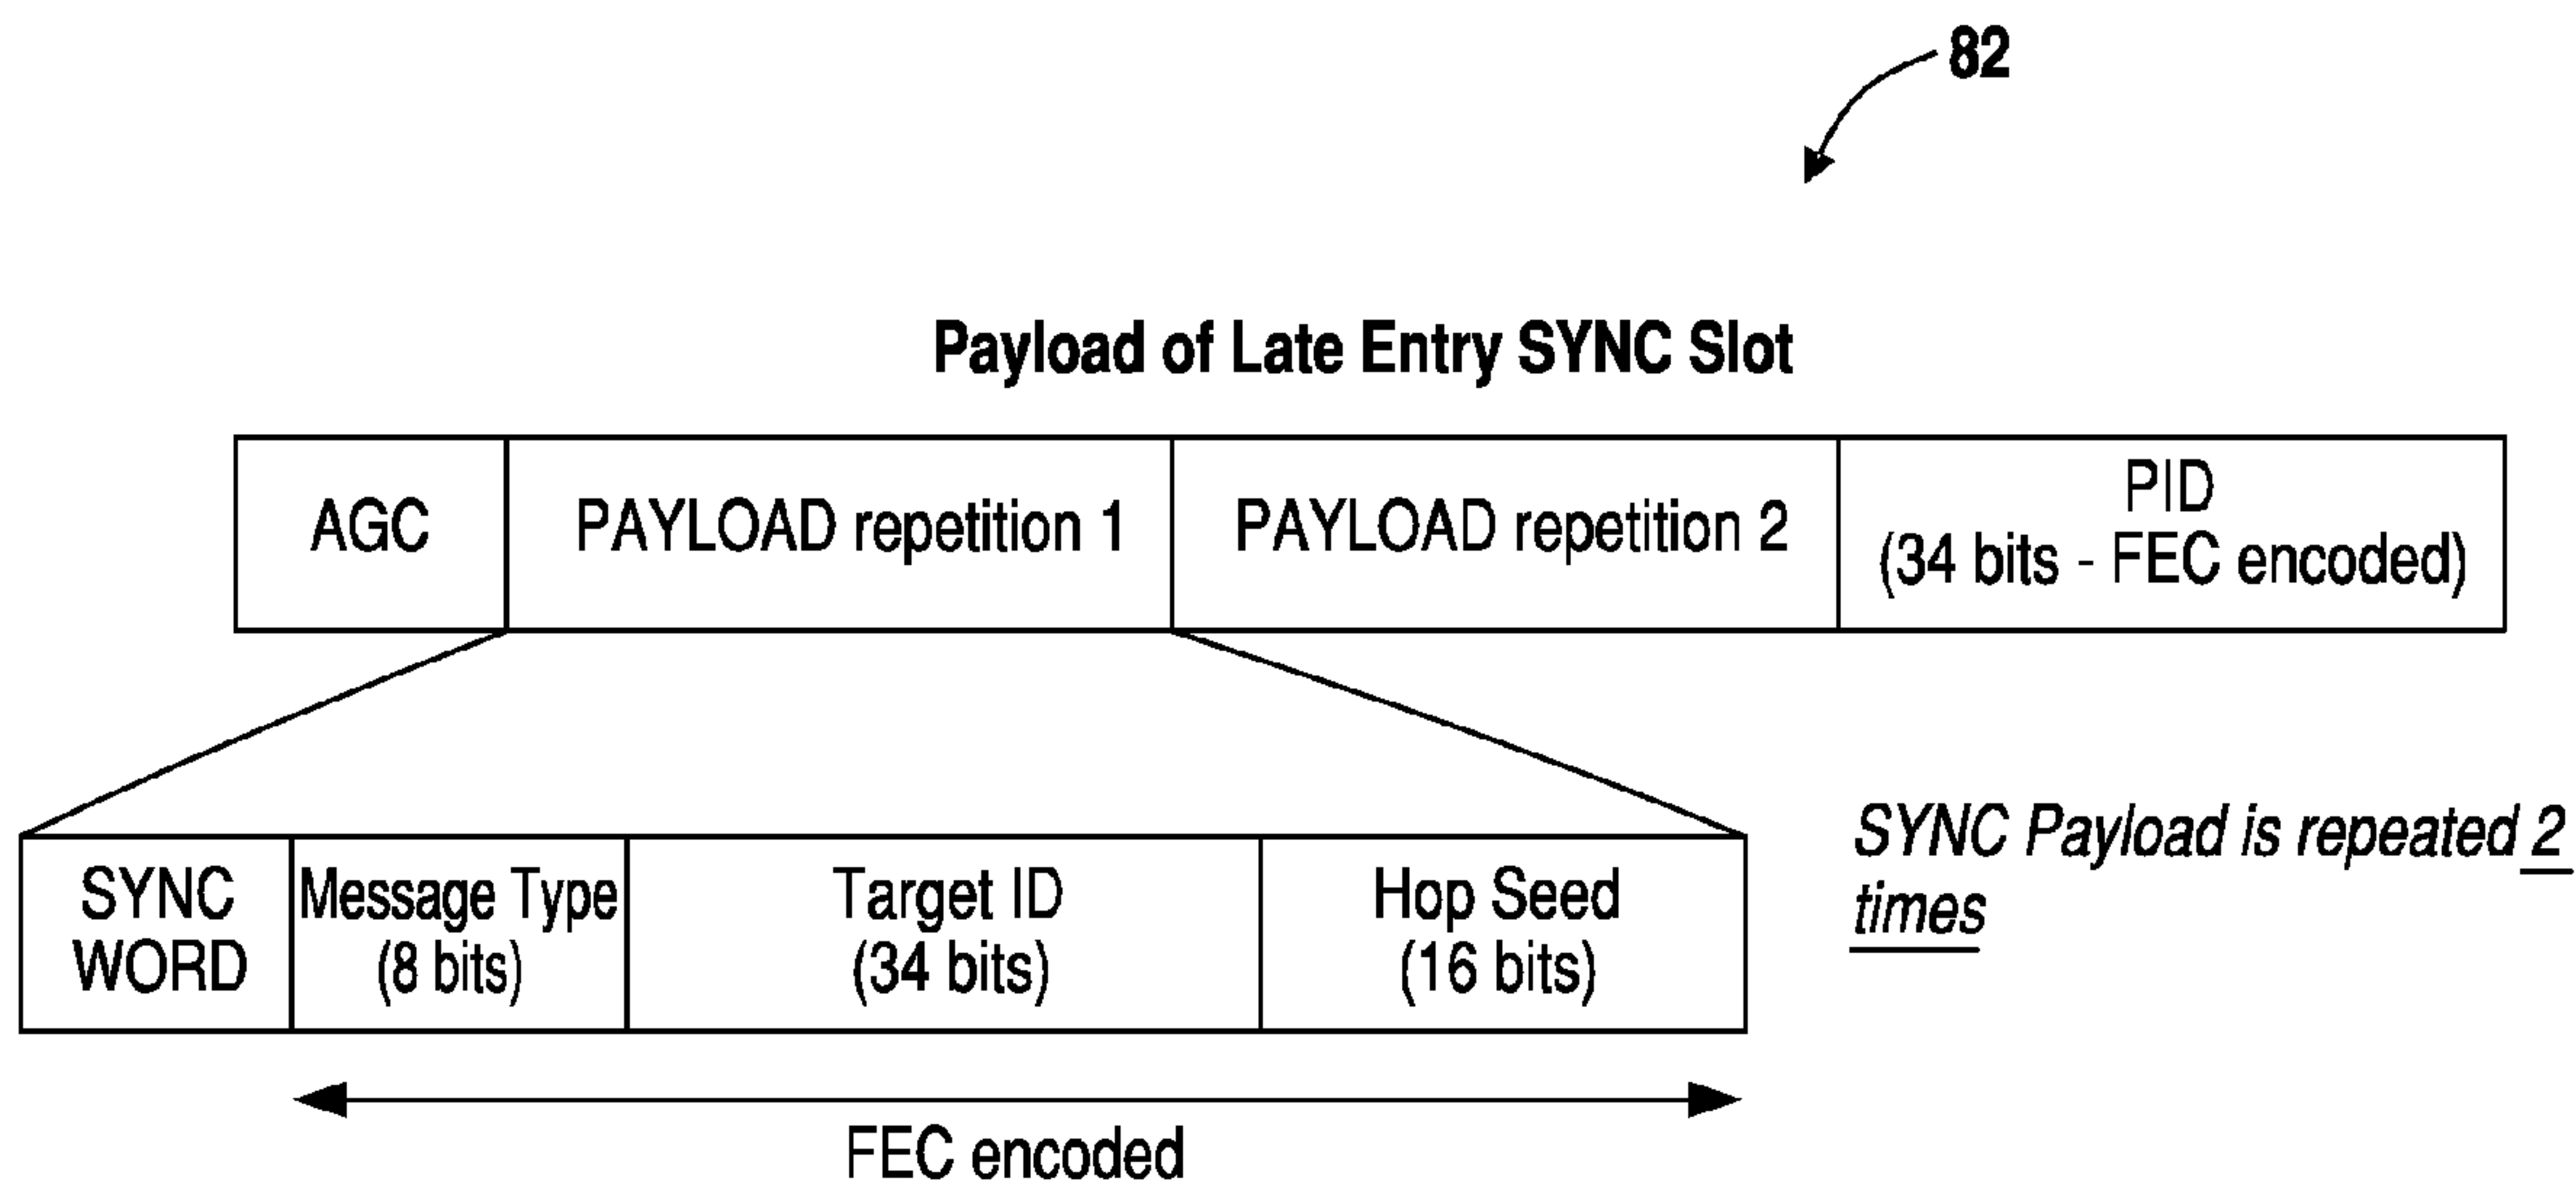 82
Payload of Late Entry SYNC Slot
AGC
PAYLOAD repetition 1
PAYLOAD repetition 2
PID
(34 bits - FEC encoded)
SYNC
WORD
Message Type
(8 bits)
Target ID
(34 bits)
Hop Seed
(16 bits)
SYNC Payload is repeated 2
times
FEC encoded